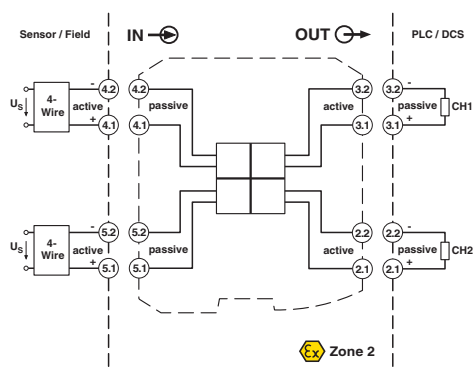 Sensor / Field
IN
OUT
PLC / DCS
- 4.2 4.2 3.2 3.2 -
US 4-Wire active passive active passive CH1
+ 4.1 4.1 3.1 3.1 +
- 5.2 5.2 2.2 2.2 -
US 4-Wire active passive active passive CH2
+ 5.1 5.1 2.1 2.1 +
Ex Zone 2